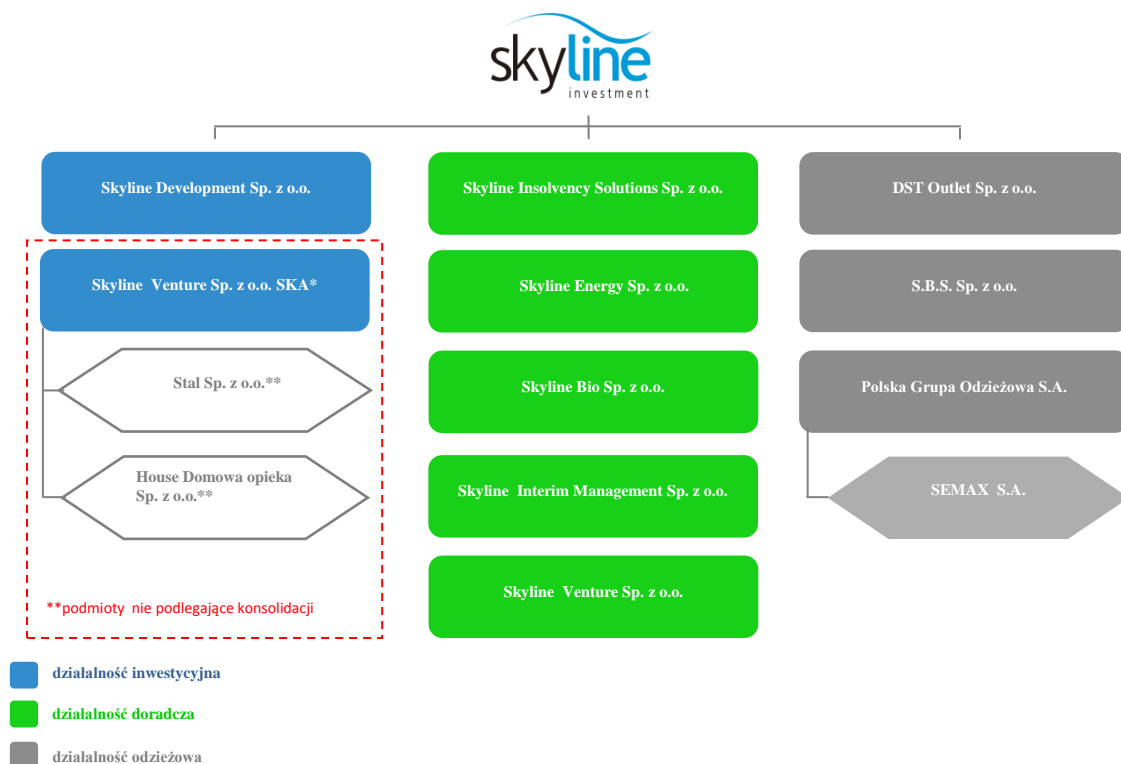 skyline
investment
Skyline Development Sp. z o.o.
Skyline Venture Sp. z o.o. SKA*
Stal Sp. z o.o.**
House Domowa opieka
Sp. z o.o.**
**podmioty nie podlegające konsolidacji
Skyline Insolvency Solutions Sp. z o.o.
Skyline Energy Sp. z o.o.
Skyline Bio Sp. z o.o.
Skyline Interim Management Sp. z o.o.
Skyline Venture Sp. z o.o.
DST Outlet Sp. z o.o.
S.B.S. Sp. z o.o.
Polska Grupa Odzieżowa S.A.
SEMAX S.A.
działalność inwestycyjna
działalność doradcza
działalność odzieżowa